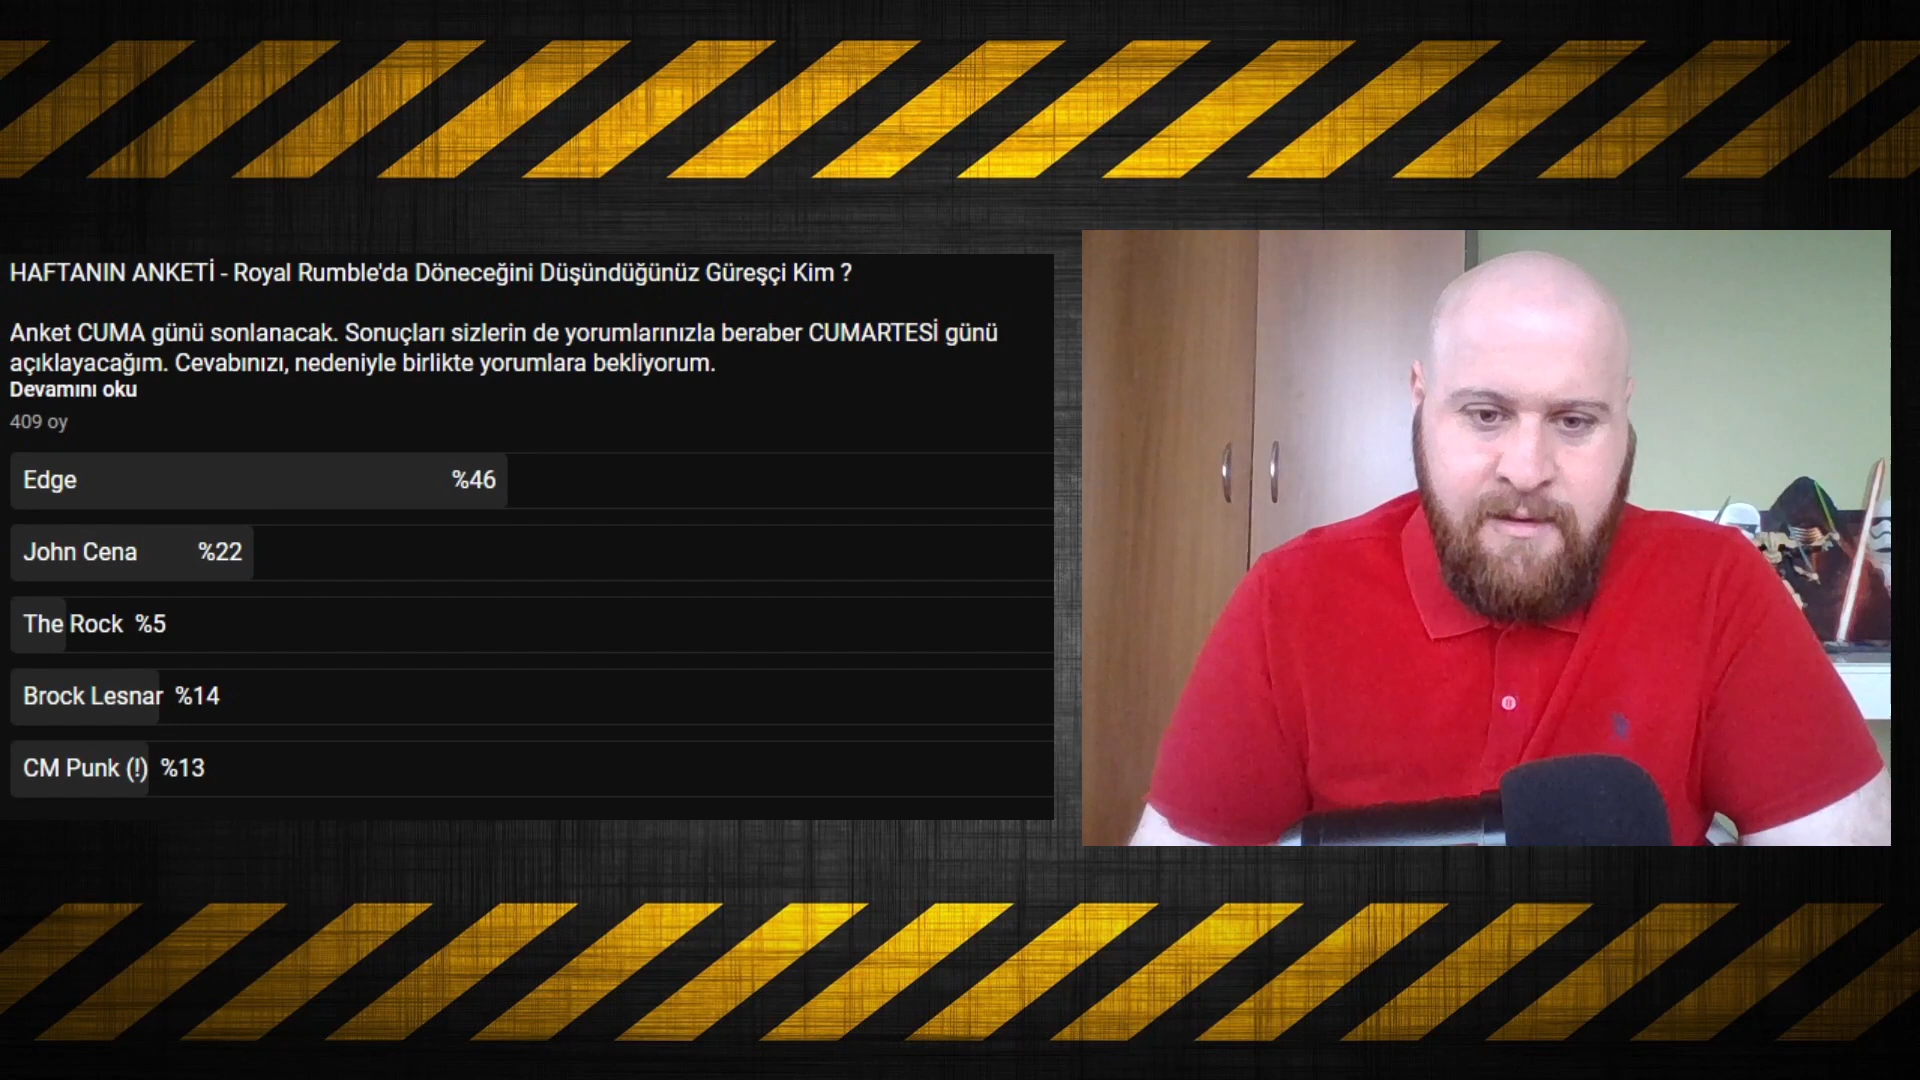 HAFTANIN ANKETİ - Royal Rumble'da Döneceğini Düşündüğünüz Güreşçi Kim ?
Anket CUMA günü sonlanacak. Sonuçları sizlerin de yorumlarınızla beraber CUMARTESİ günü
açıklayacağım. Cevabınızı, nedeniyle birlikte yorumlara bekliyorum.
Devamını oku
409 oy
Edge %46
John Cena %22
The Rock %5
Brock Lesnar %14
CM Punk (!) %13